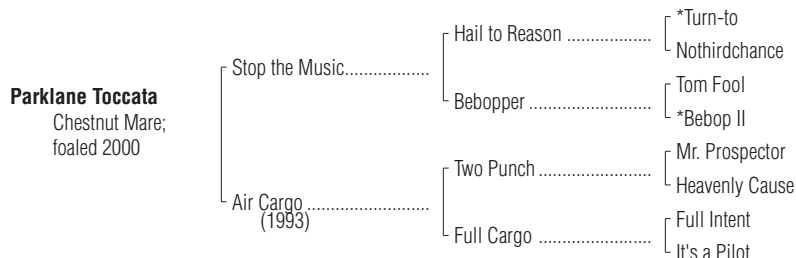 *Turn-to
Hail to Reason ..................
Nothirdchance
Stop the Music..................
Tom Fool
Bebopper ..........................
*Bebop II
Parklane Toccata
Chestnut Mare;
foaled 2000
Mr. Prospector
Two Punch ........................
Heavenly Cause
Air Cargo ..........................
(1993)
Full Intent
Full Cargo ........................
It's a Pilot